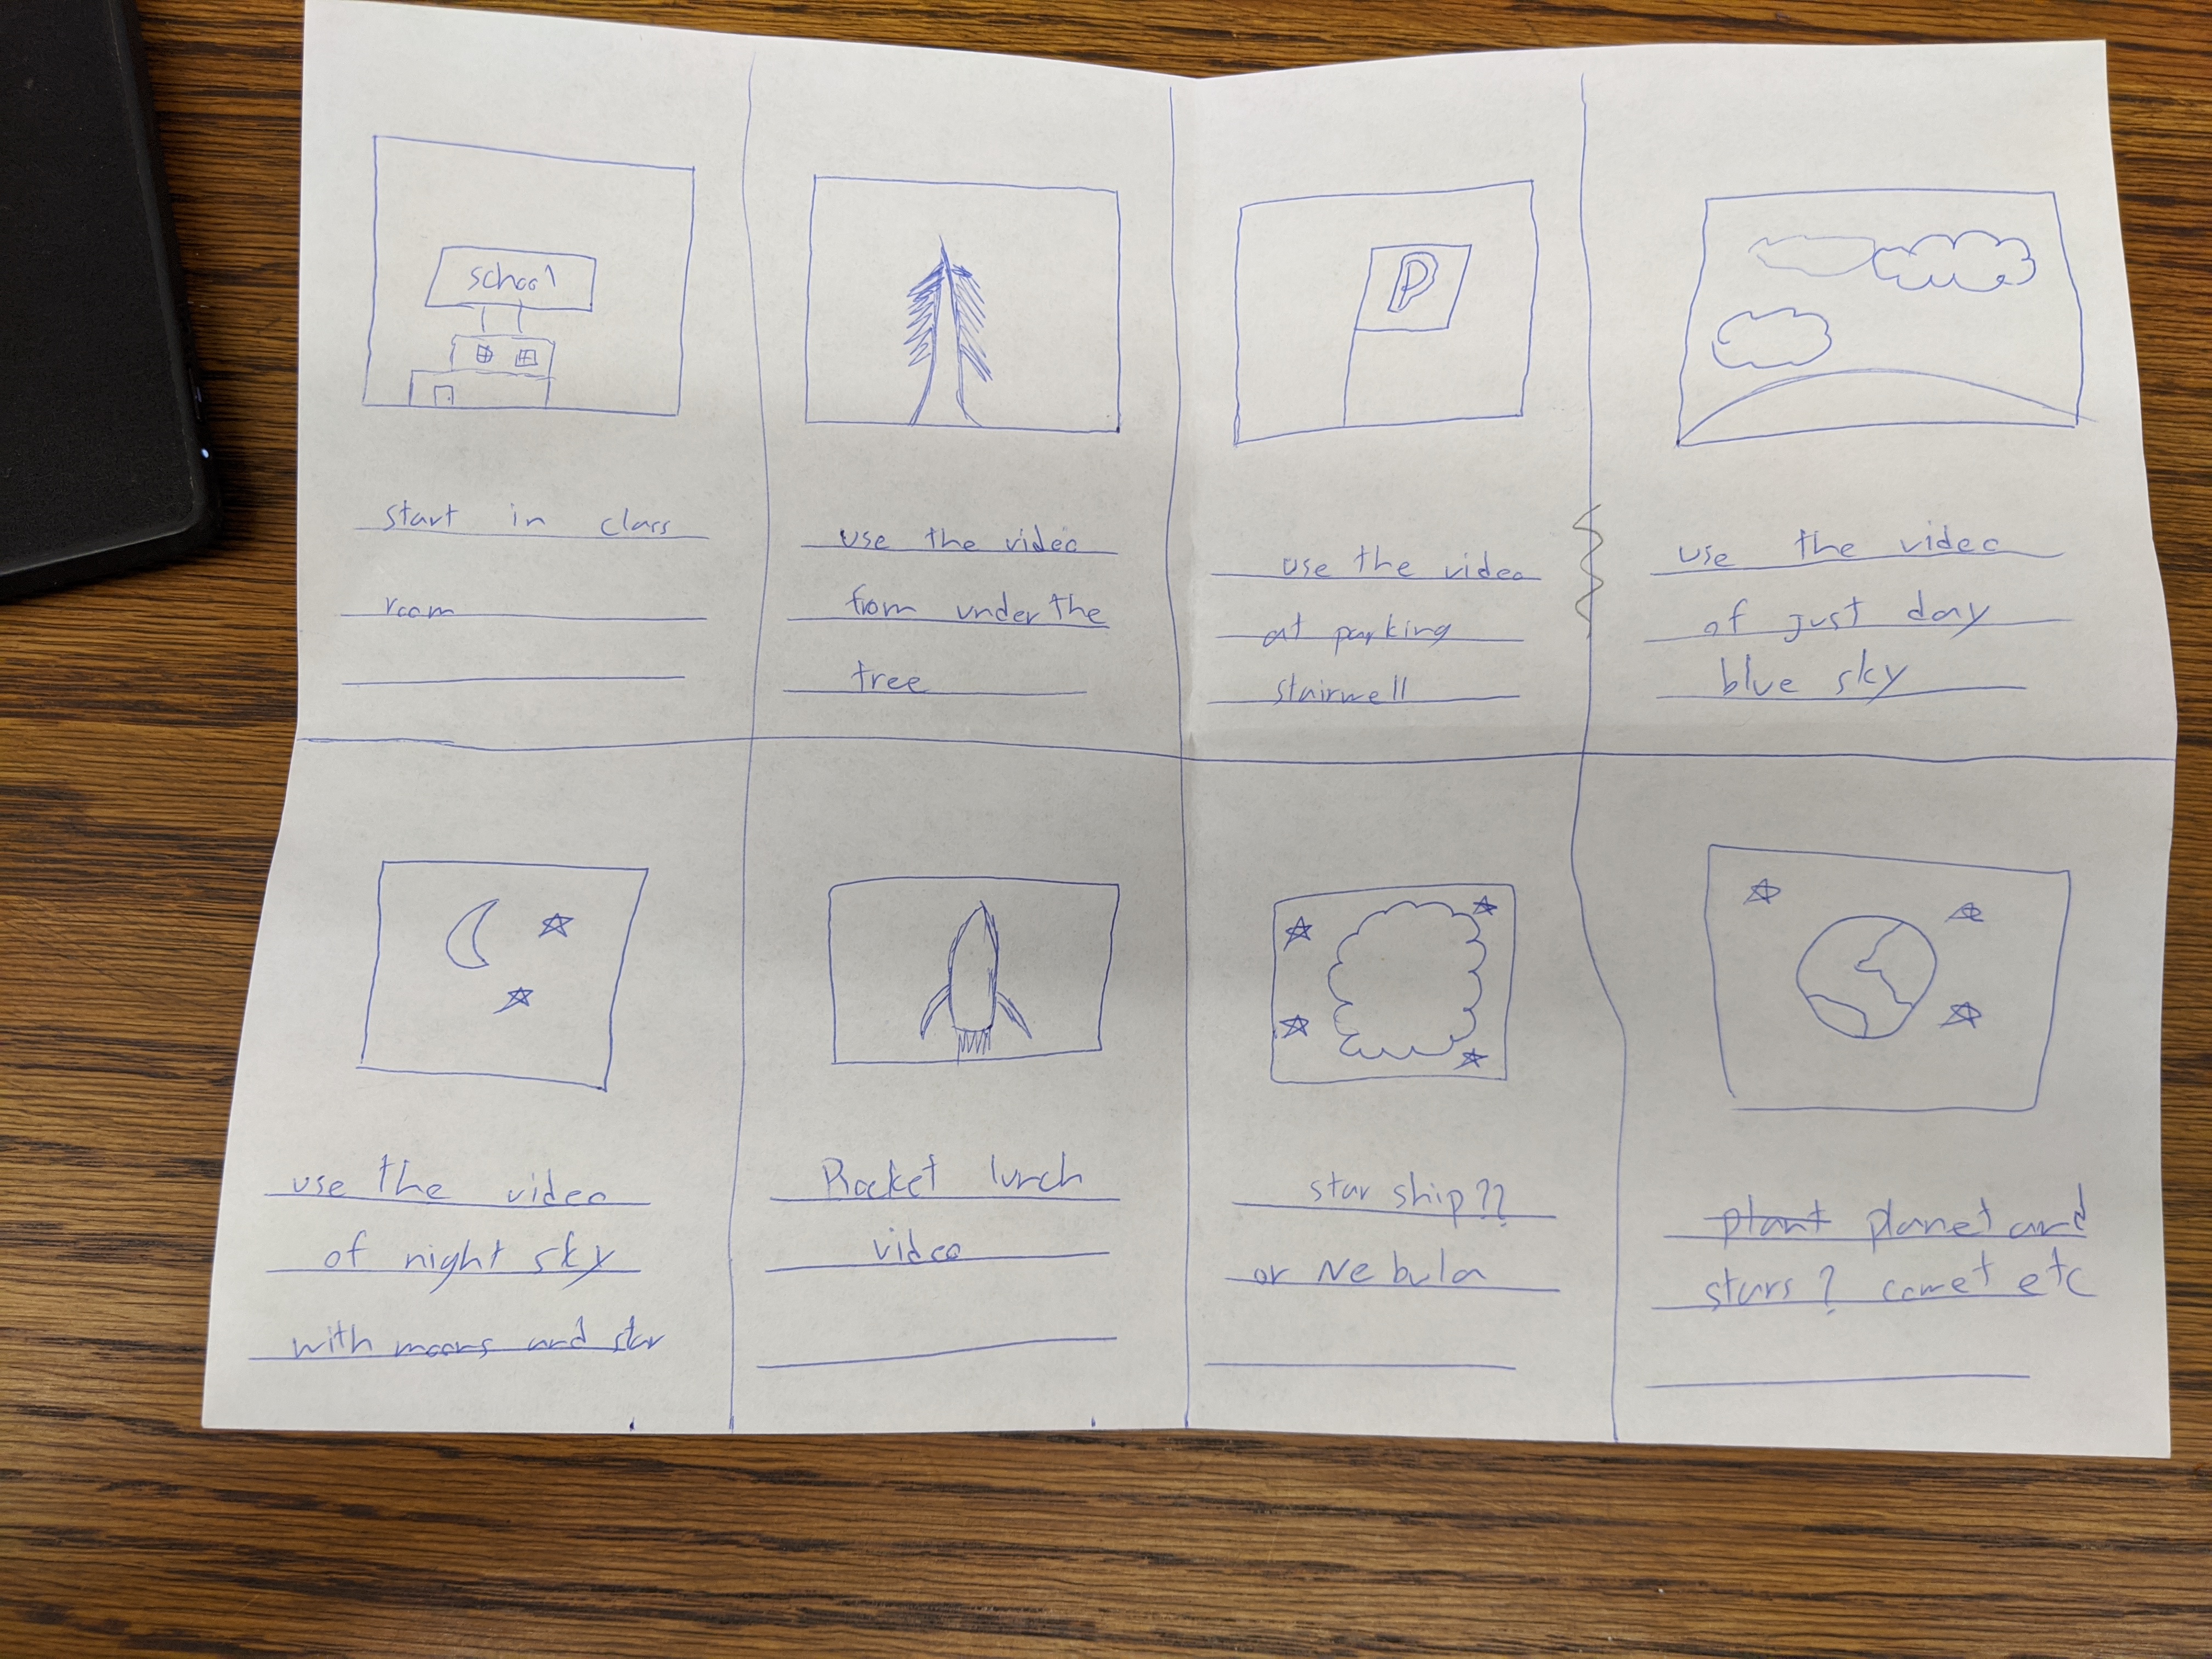 school
start in class
room
use the video
from under the
tree
P
use the video
at parking
stairwell
use the video
of just day
blue sky
use the video
of night sky
with moons and star
Rocket lunch
video
star ship??
or Nebula
plant planet and
stars? comet etc